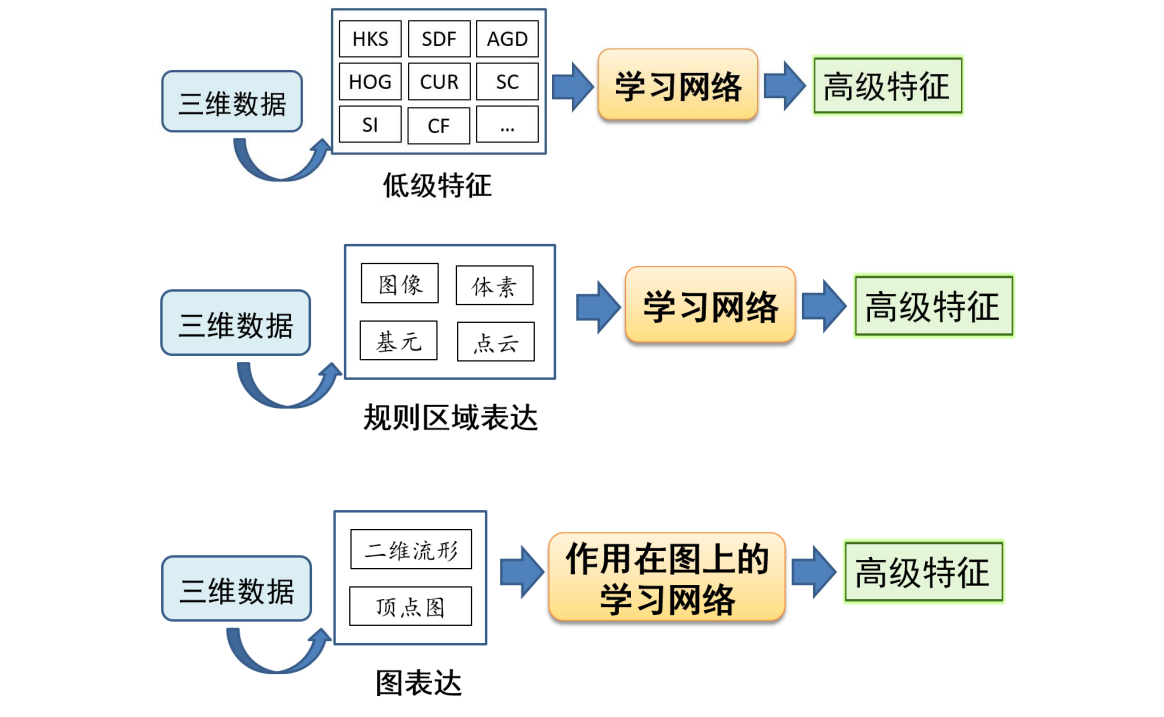 三维数据
HKS SDF AGD
HOG CUR SC
SI CF ...
低级特征
学习网络
高级特征
三维数据
图像 体素
基元 点云
规则区域表达
学习网络
高级特征
三维数据
二维流形
顶点图
图表达
作用在图上的
学习网络
高级特征